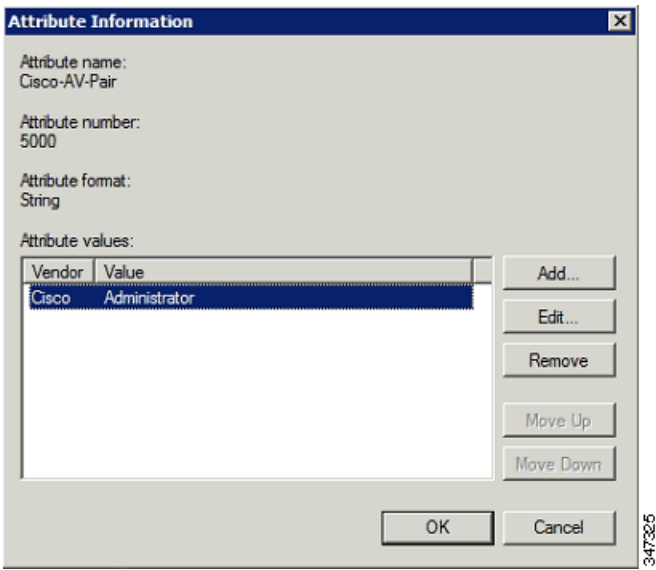 Attribute Information
Attribute name:
Cisco-AV-Pair
Attribute number:
5000
Attribute format:
String
Attribute values:
Vendor Value
Cisco Administrator
Add...
Edit...
Remove
Move Up
Move Down
OK Cancel
347325